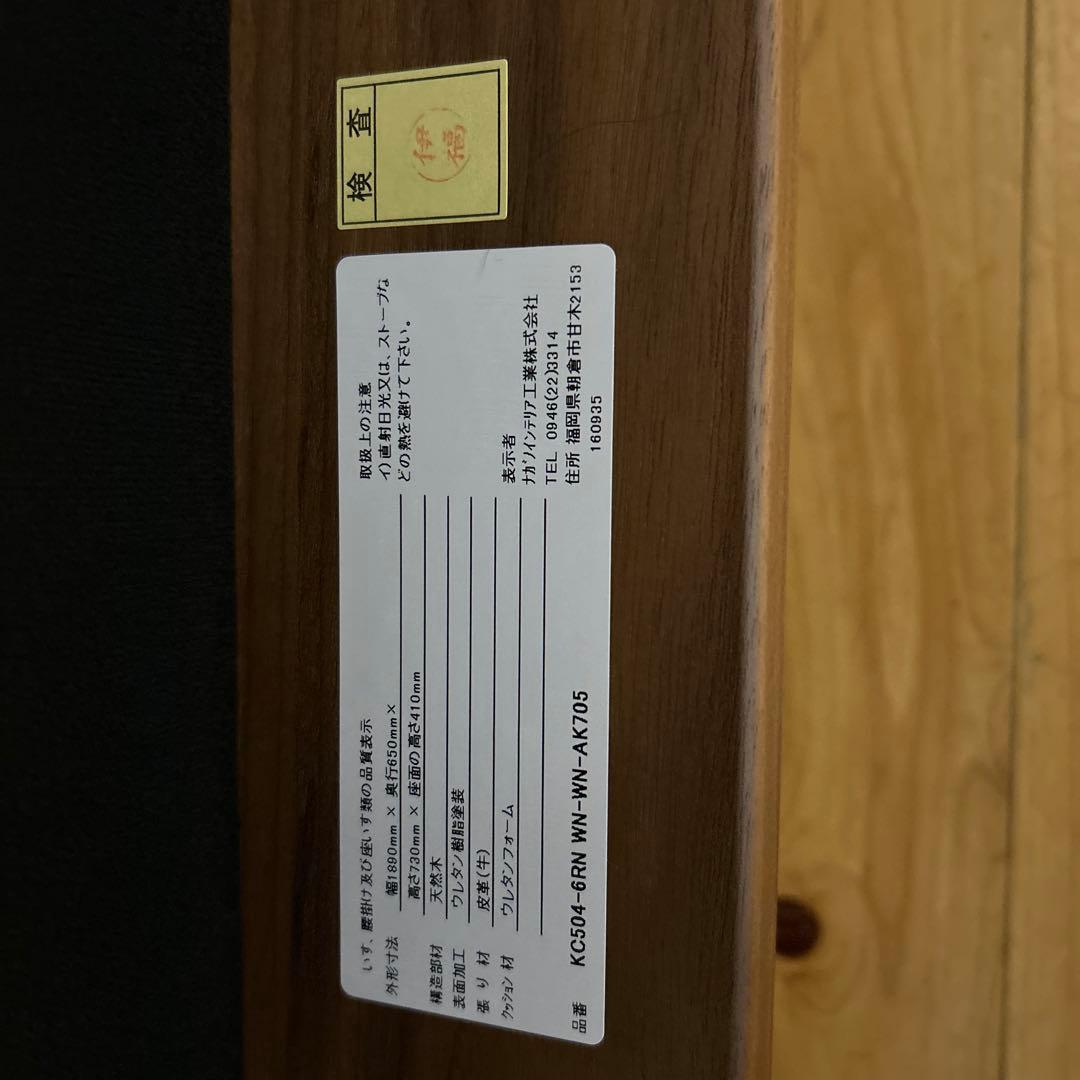 いす、腰掛け及び座いす類の品質表示
外形寸法 幅1890mm × 奥行650mm×
高さ730mm × 座面の高さ410mm
構造部材 天然木
表面加工 ウレタン樹脂塗装
張り材 皮革(牛)
クッション材 ウレタンフォーム
品番 KC504-6RN WN-WN-AK705
取扱上の注意
イ)直射日光又は、ストーブな
どの熱を避けて下さい。
表示者
ナガノインテリア工業株式会社
TEL 0946(22)3314
住所 福岡県朝倉市甘木2153
160935
検査
伊福